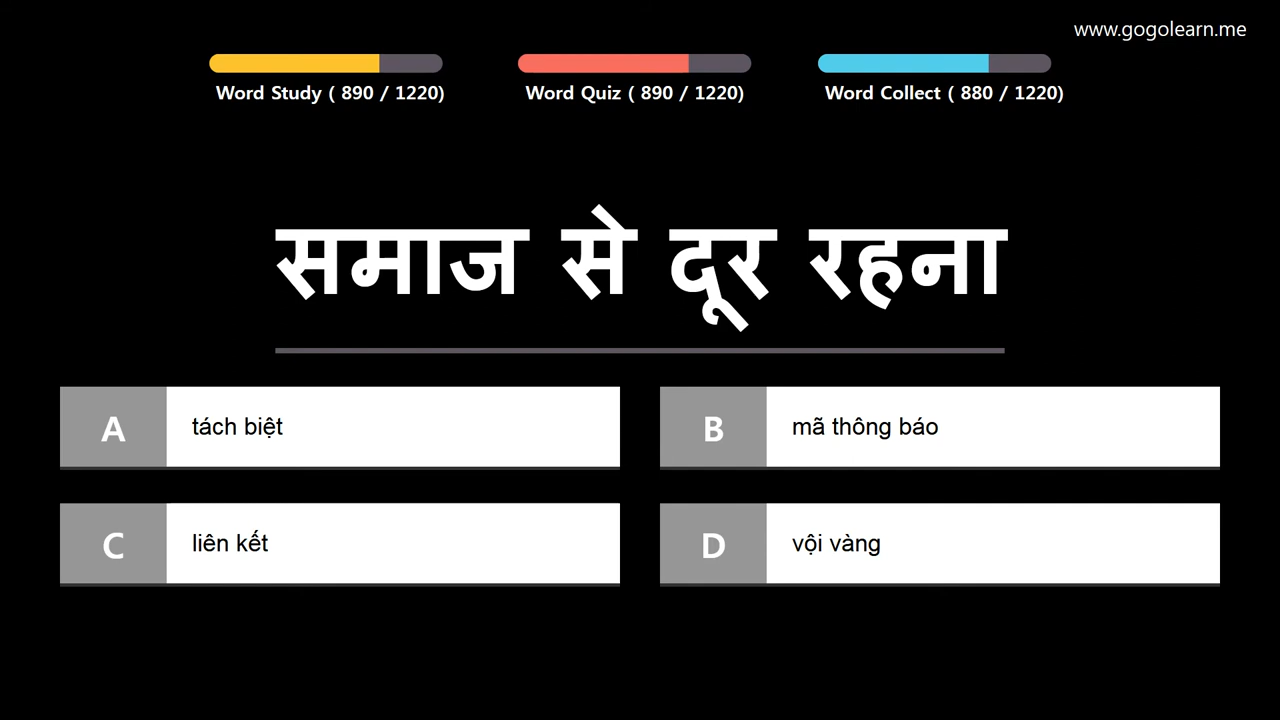 www.gogolearn.me
Word Study ( 890 / 1220)
Word Quiz ( 890 / 1220)
Word Collect ( 880 / 1220)
समाज से दूर रहना
A tách biệt
B mã thông báo
C liên kết
D vội vàng